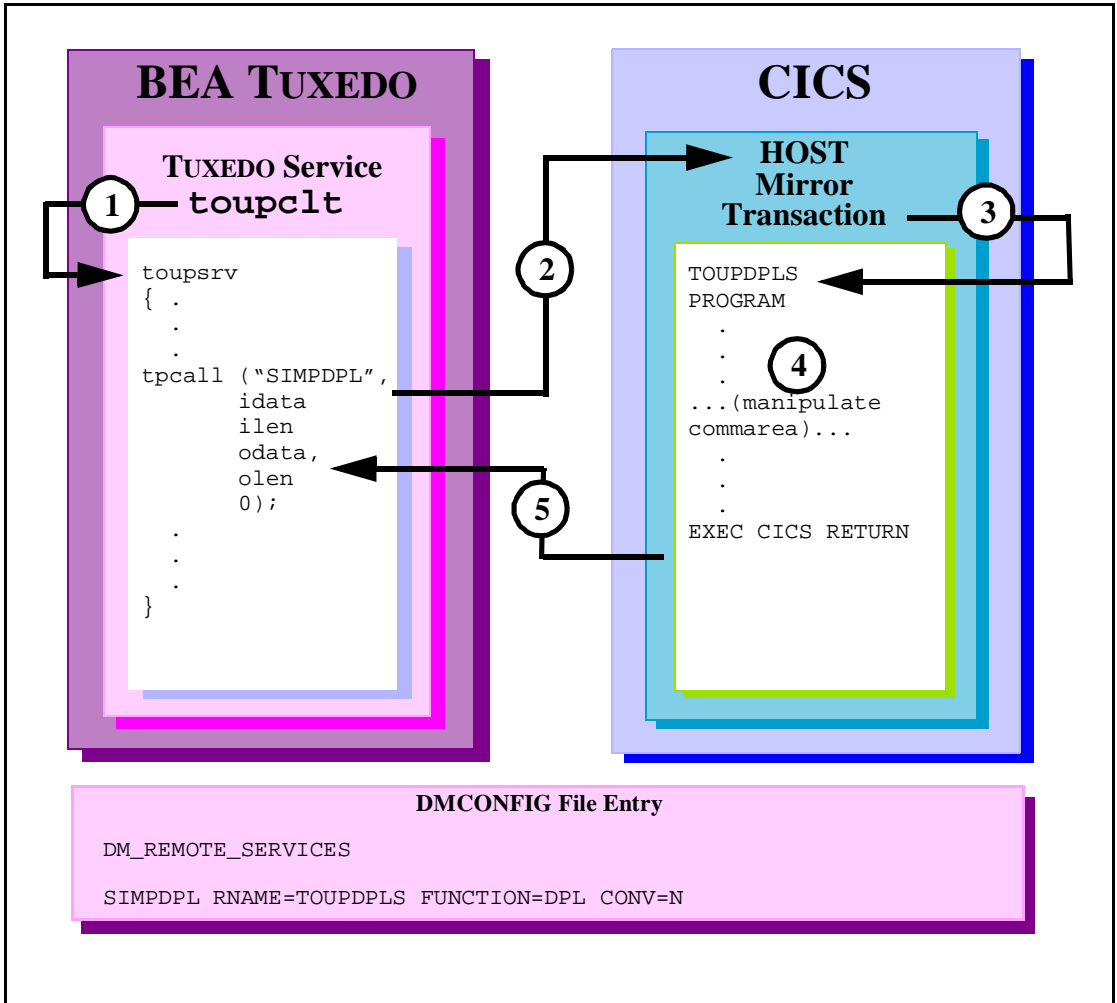 BEA TUXEDO
TUXEDO Service
toupclt
1
toupsrv
{ .
.
.
tpcall (“SIMPDPL”,
idata
ilen
odata,
olen
0);
.
.
.
}
2
5
CICS
HOST
Mirror
Transaction
3
TOUPDPLS
PROGRAM
.
.
.
4
...(manipulate
commarea)...
.
.
.
EXEC CICS RETURN
DMCONFIG File Entry
DM_REMOTE_SERVICES
SIMPDPL RNAME=TOUPDPLS FUNCTION=DPL CONV=N